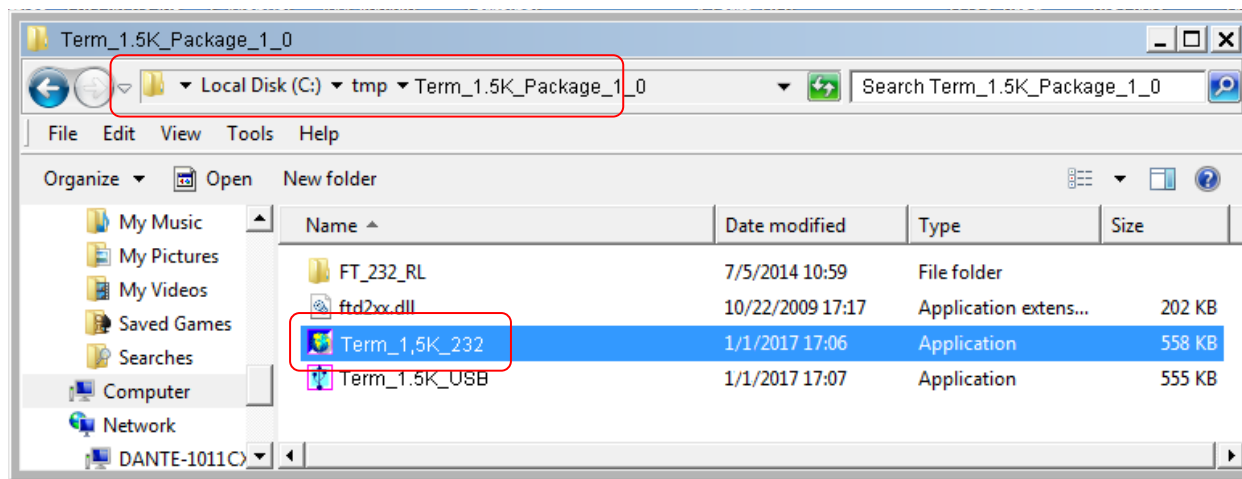 Term_1.5K_Package_1_0
Local Disk (C:) tmp Term_1.5K_Package_1_0 Search Term_1.5K_Package_1_0
File Edit View Tools Help
Organize Open New folder
My Music Name Date modified Type Size
My Pictures FT_232_RL 7/5/2014 10:59 File folder
My Videos ftd2xx.dll 10/22/2009 17:17 Application extens... 202 KB
Saved Games Term_1,5K_232 1/1/2017 17:06 Application 558 KB
Searches Term_1.5K_USB 1/1/2017 17:07 Application 555 KB
Computer
Network
DANTE-1011CX